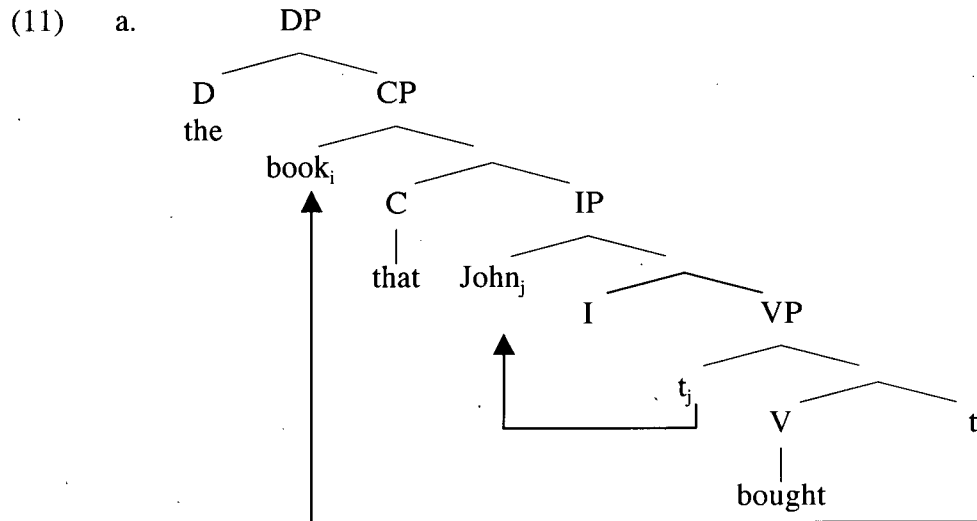 (11) a. DP
D CP
the
book_i
C IP
that John_j
I VP
t_j
V t
bought